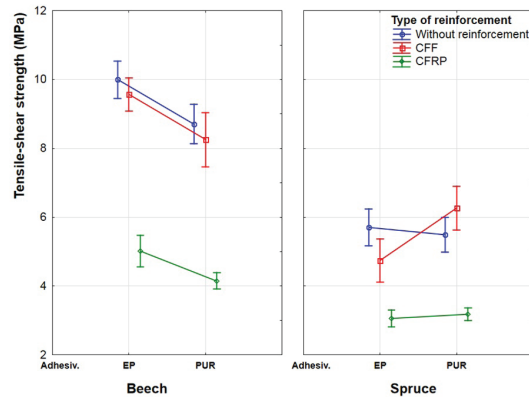 Type of reinforcement
Without reinforcement
CFF
CFRP
Tensile-shear strength (MPa)
12
10
8
6
4
2
Adhesiv. EP PUR Adhesiv. EP PUR
Beech Spruce